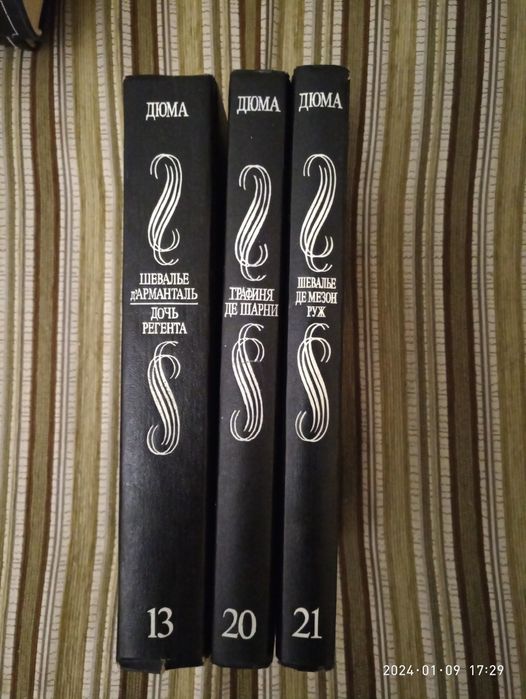 ДЮМА
ШЕВАЛЬЕ
Д'АРМАНТАЛЬ
ДОЧЬ
РЕГЕНТА
13
ДЮМА
ГРАФИНЯ
ДЕ ШАРНИ
20
ДЮМА
ШЕВАЛЬЕ
ДЕ МЕЗОН
РУЖ
21
2024·01·09 17:29